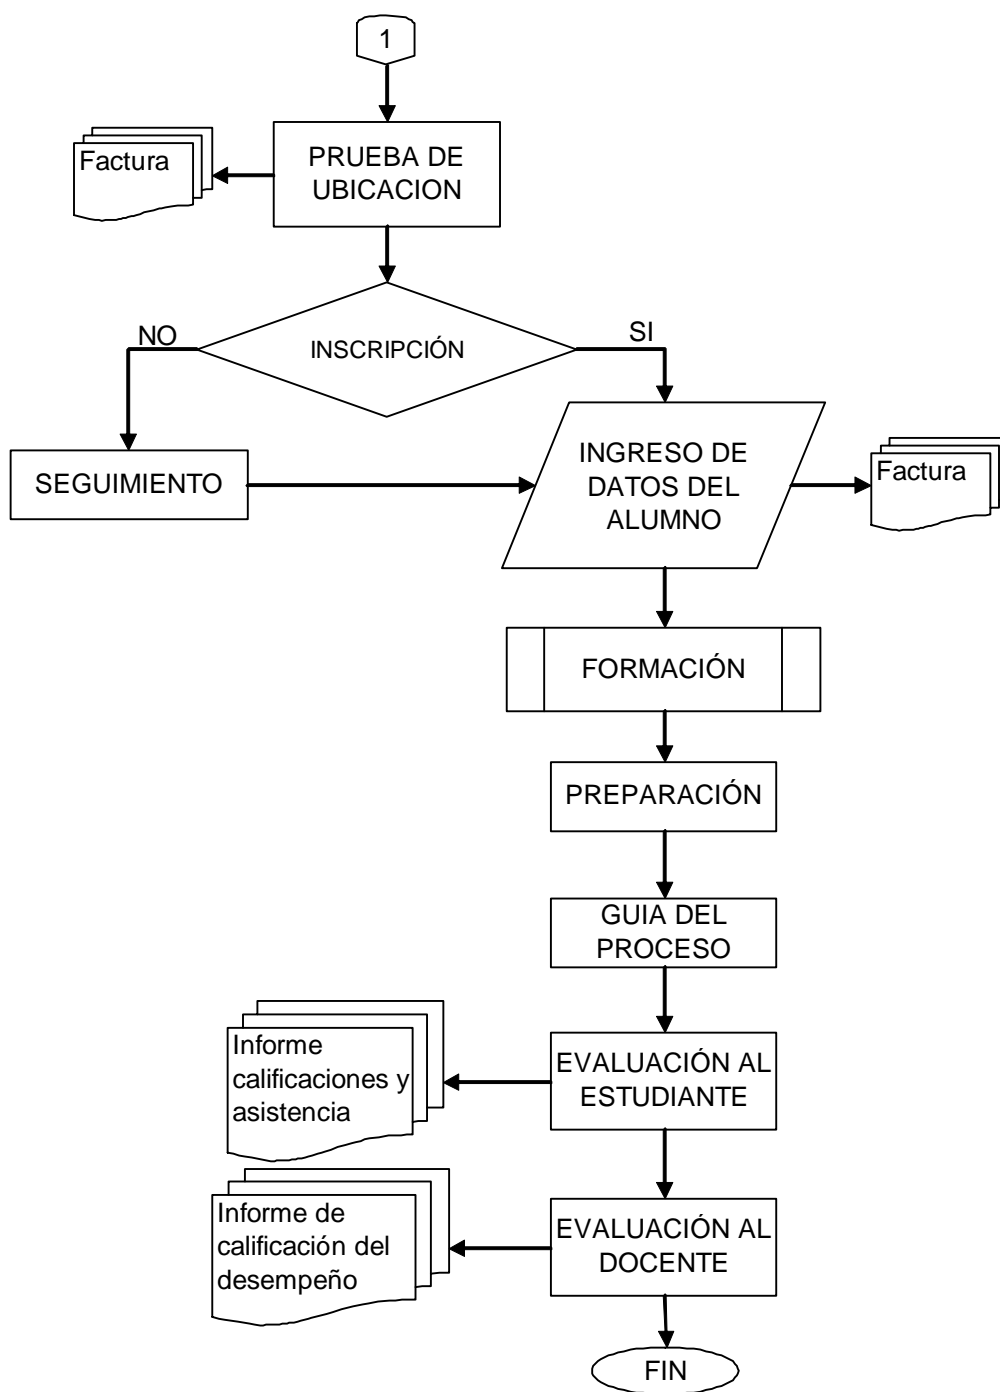 1
PRUEBA DE
UBICACION
Factura
INSCRIPCIÓN
NO
SI
SEGUIMIENTO
INGRESO DE
DATOS DEL
ALUMNO
Factura
FORMACIÓN
PREPARACIÓN
GUIA DEL
PROCESO
EVALUACIÓN AL
ESTUDIANTE
Informe
calificaciones y
asistencia
EVALUACIÓN AL
DOCENTE
Informe de
calificación del
desempeño
FIN